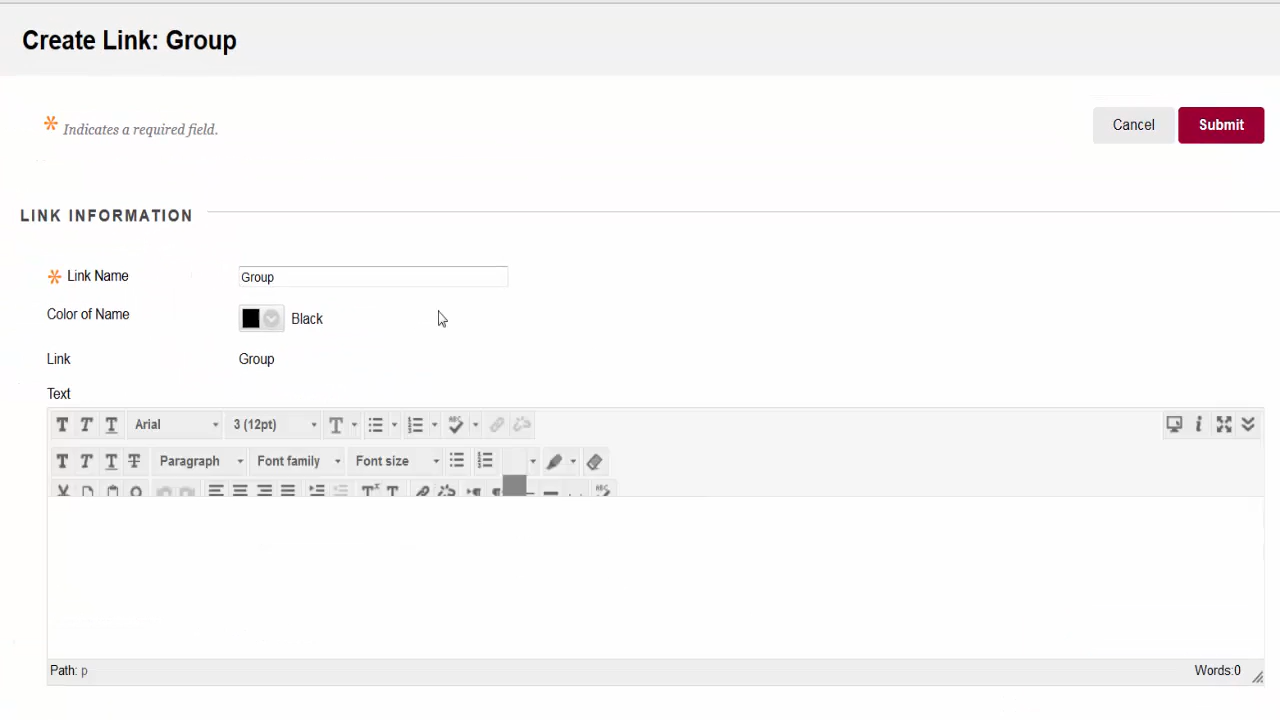 Create Link: Group
* Indicates a required field.
Cancel
Submit
LINK INFORMATION
* Link Name
Group
Color of Name
Black
Link
Group
Text
T T T Arial 3 (12pt) T ABC
T T T T Paragraph Font family Font size
Path: p
Words:0